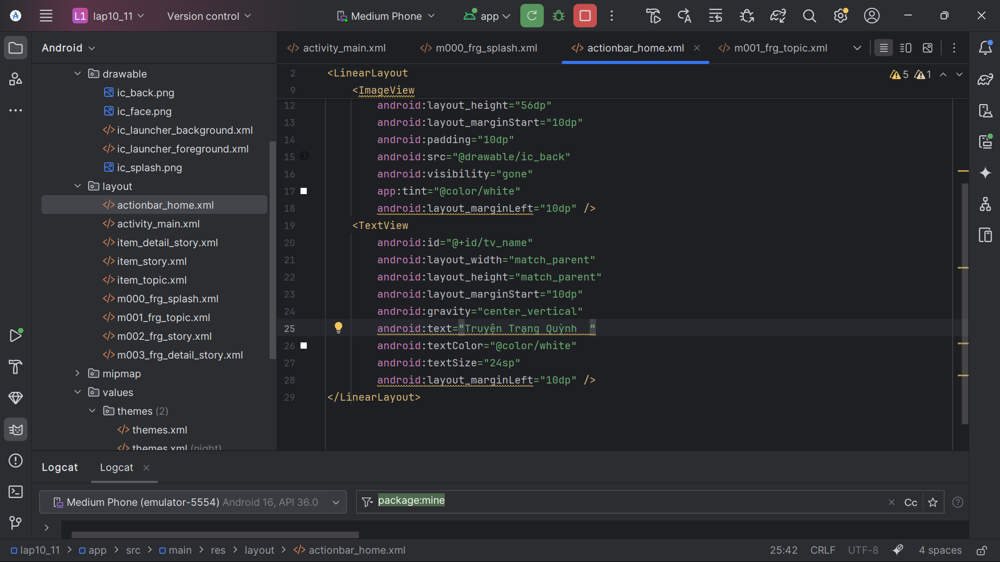 L1 lap10_11 Version control Medium Phone app
Android
activity_main.xml m000_frg_splash.xml actionbar_home.xml m001_frg_topic.xml
drawable
ic_back.png
ic_face.png
ic_launcher_background.xml
ic_launcher_foreground.xml
ic_splash.png
layout
actionbar_home.xml
activity_main.xml
item_detail_story.xml
item_story.xml
item_topic.xml
m000_frg_splash.xml
m001_frg_topic.xml
m002_frg_story.xml
m003_frg_detail_story.xml
mipmap
values
themes (2)
themes.xml
themes.xml (night)
2 <LinearLayout
5 1
9 <ImageView
12 android:layout_height="56dp"
13 android:layout_marginStart="10dp"
14 android:padding="10dp"
15 android:src="@drawable/ic_back"
16 android:visibility="gone"
17 app:tint="@color/white"
18 android:layout_marginLeft="10dp" />
19 <TextView
20 android:id="@+id/tv_name"
21 android:layout_width="match_parent"
22 android:layout_height="match_parent"
23 android:layout_marginStart="10dp"
24 android:gravity="center_vertical"
25 android:text="Truyện Trạng Quỳnh  "
26 android:textColor="@color/white"
27 android:textSize="24sp"
28 android:layout_marginLeft="10dp" />
29 </LinearLayout>
Logcat Logcat
Medium Phone (emulator-5554) Android 16, API 36.0 package:mine Cc
lap10_11 > app > src > main > res > layout > actionbar_home.xml 25:42 CRLF UTF-8 4 spaces